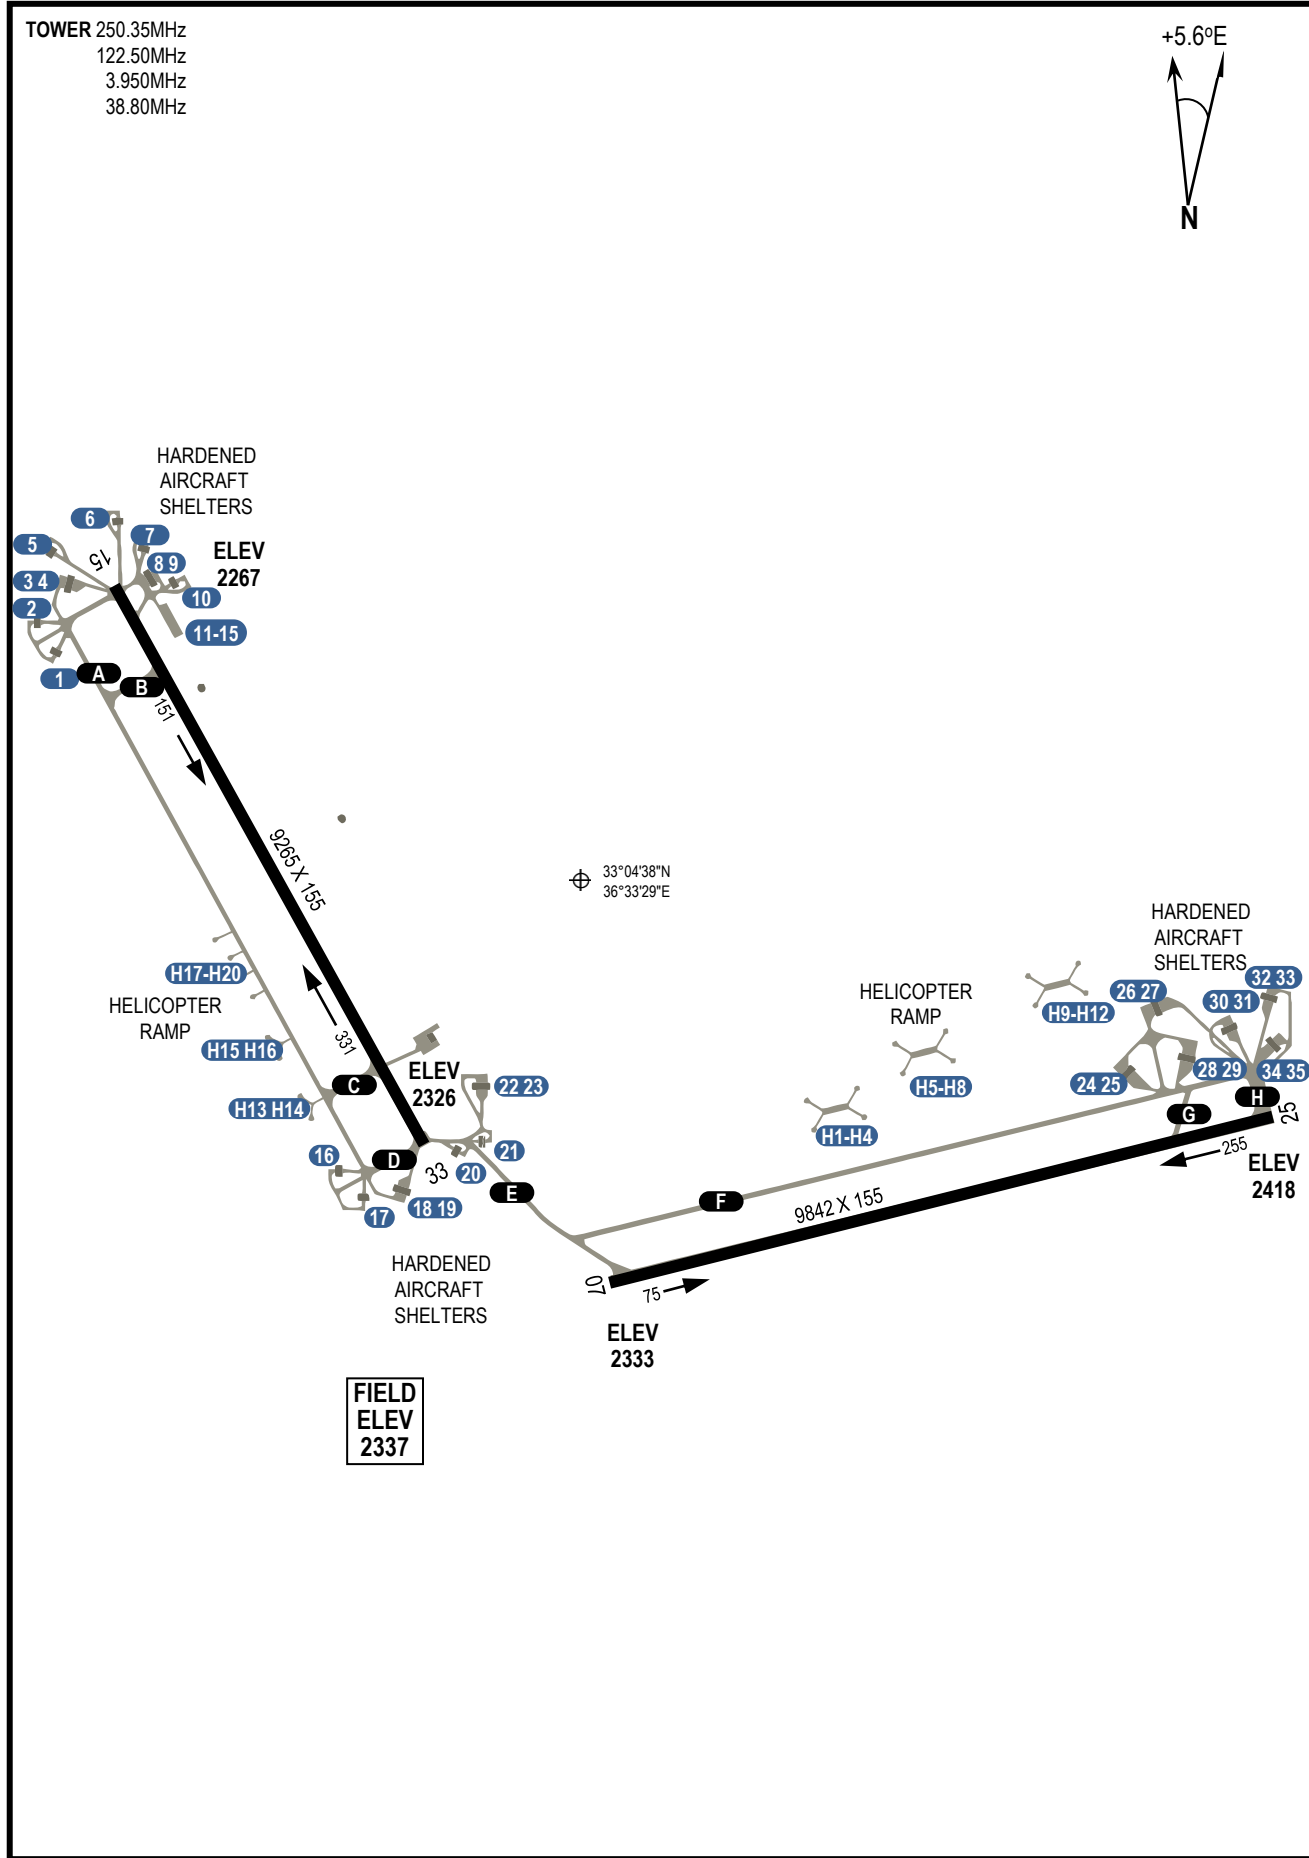 TOWER 250.35MHz
122.50MHz
3.950MHz
38.80MHz
+5.6ºE
N
HARDENED
AIRCRAFT
SHELTERS
6
7
5
15
ELEV
2267
8 9
3 4
10
2
11-15
1
A
B
151
9265 X 155
33°04'38"N
36°33'29"E
HARDENED
AIRCRAFT
SHELTERS
H17-H20
HELICOPTER
RAMP
32 33
26 27
30 31
HELICOPTER
RAMP
H9-H12
331
H15 H16
C
ELEV
2326
22 23
H5-H8
24 25
28 29
34 35
H13 H14
H1-H4
H
G
25
16
D
33
20
21
255
ELEV
2418
E
F
9842 X 155
17
18 19
HARDENED
AIRCRAFT
SHELTERS
07
75
ELEV
2333
FIELD
ELEV
2337